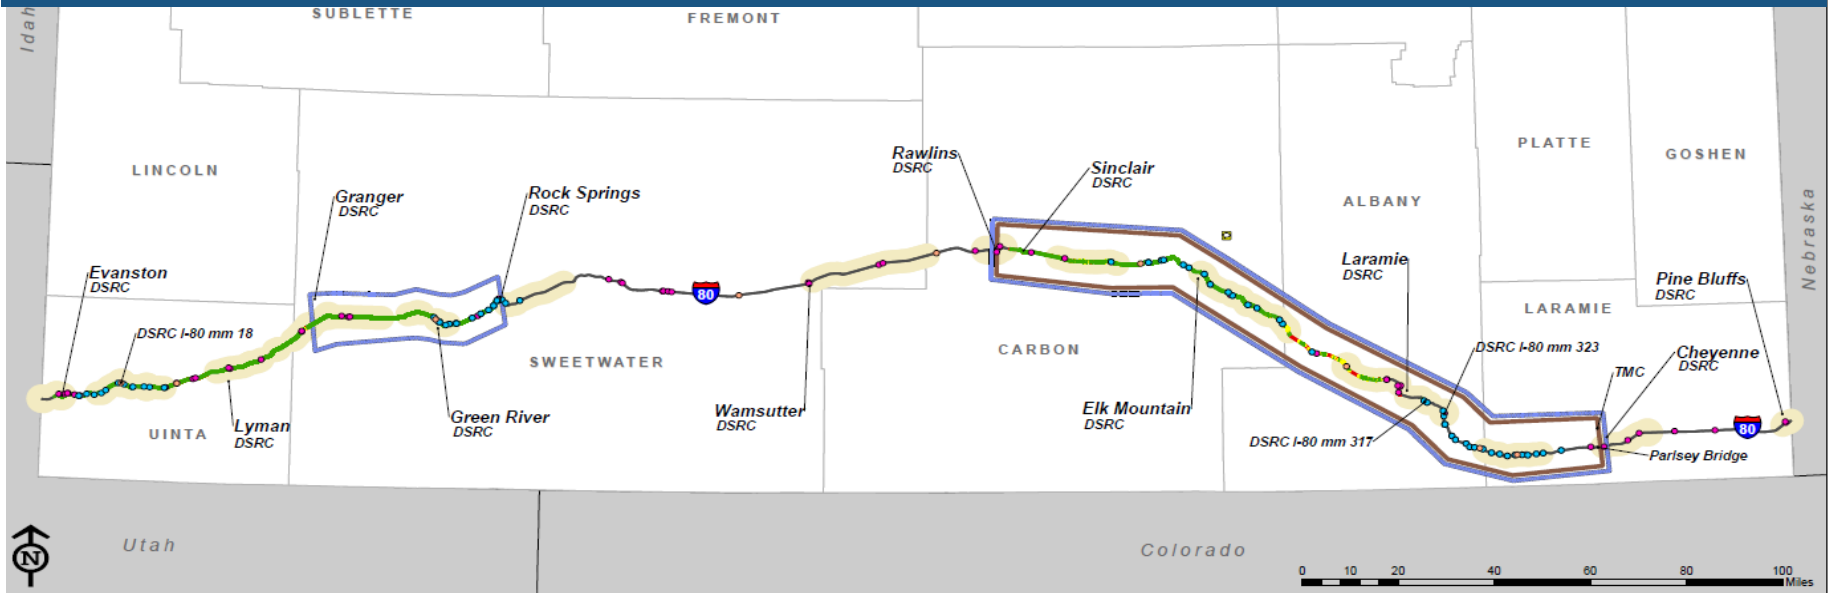 Idah
SUBLETTE
FREMONT
LINCOLN
PLATTE
GOSHEN
Rawlins
DSRC
Sinclair
DSRC
Granger
DSRC
Rock Springs
DSRC
ALBANY
Nebraska
Evanston
DSRC
Laramie
DSRC
Pine Bluffs
DSRC
80
LARAMIE
DSRC I-80 mm 18
SWEETWATER
CARBON
DSRC I-80 mm 323
Cheyenne
DSRC
TMC
UINTA
Lyman
DSRC
Green River
DSRC
Wamsutter
DSRC
Elk Mountain
DSRC
DSRC I-80 mm 317
80
Parlsey Bridge
N
Utah
Colorado
0 10 20 40 60 80 100
Miles